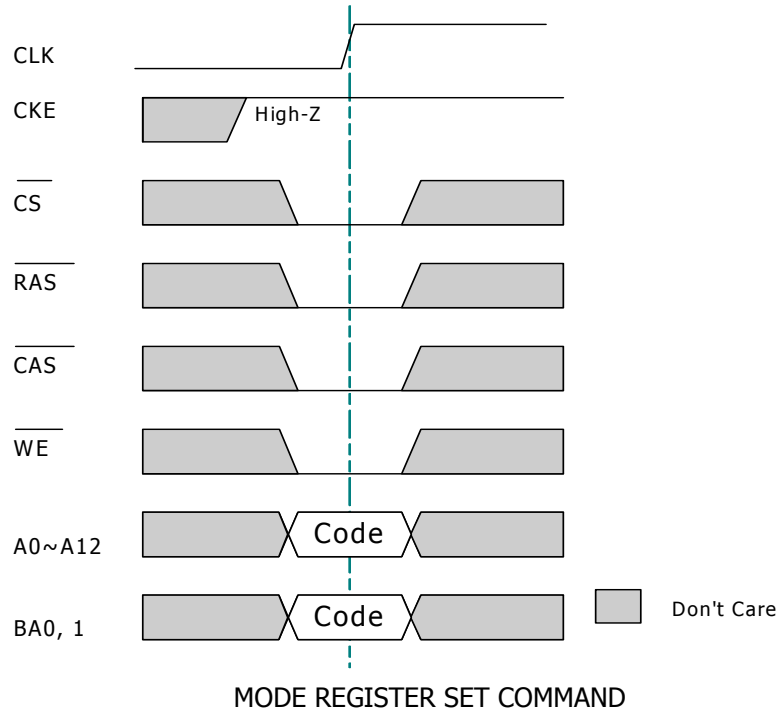 CLK
CKE
High-Z
CS
RAS
CAS
WE
A0~A12
Code
BA0, 1
Code
Don't Care
MODE REGISTER SET COMMAND